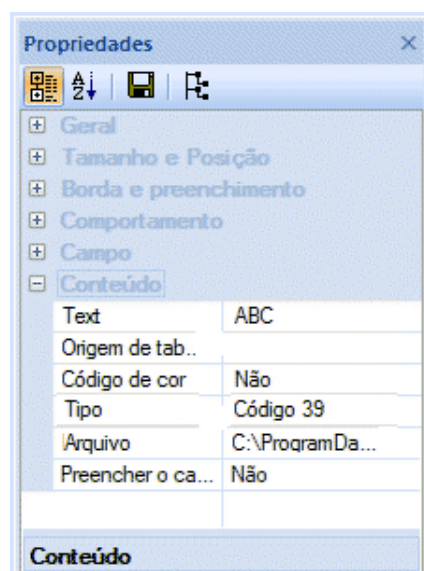 Propriedades
Geral
Tamanho e Posição
Borda e preenchimento
Comportamento
Campo
Conteúdo
Text ABC
Origem de tab..
Código de cor Não
Tipo Código 39
Arquivo C:\ProgramDa...
Preencher o ca... Não
Conteúdo